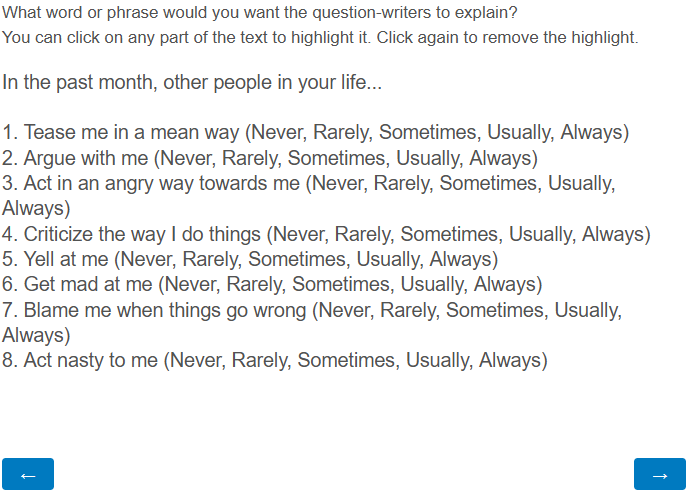 What word or phrase would you want the question-writers to explain?
You can click on any part of the text to highlight it. Click again to remove the highlight.
In the past month, other people in your life...
1. Tease me in a mean way (Never, Rarely, Sometimes, Usually, Always)
2. Argue with me (Never, Rarely, Sometimes, Usually, Always)
3. Act in an angry way towards me (Never, Rarely, Sometimes, Usually,
Always)
4. Criticize the way I do things (Never, Rarely, Sometimes, Usually, Always)
5. Yell at me (Never, Rarely, Sometimes, Usually, Always)
6. Get mad at me (Never, Rarely, Sometimes, Usually, Always)
7. Blame me when things go wrong (Never, Rarely, Sometimes, Usually,
Always)
8. Act nasty to me (Never, Rarely, Sometimes, Usually, Always)
← →